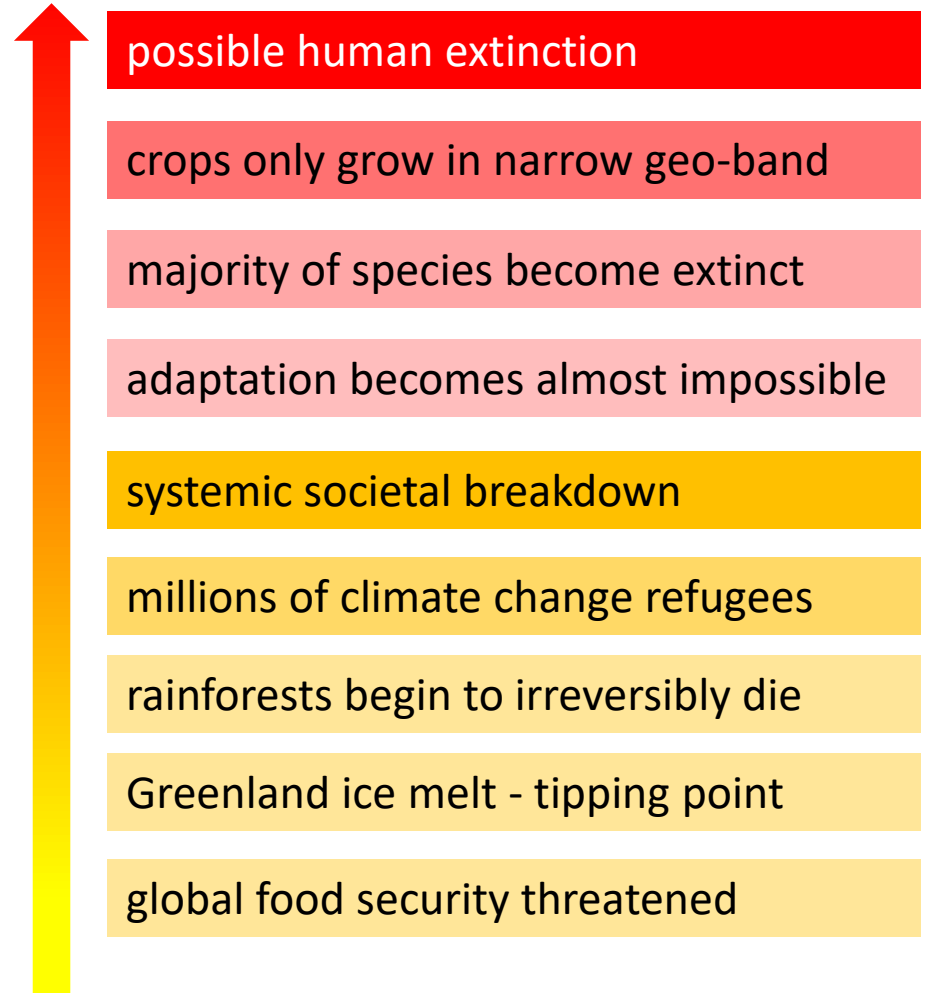 possible human extinction
crops only grow in narrow geo-band
majority of species become extinct
adaptation becomes almost impossible
systemic societal breakdown
millions of climate change refugees
rainforests begin to irreversibly die
Greenland ice melt - tipping point
global food security threatened